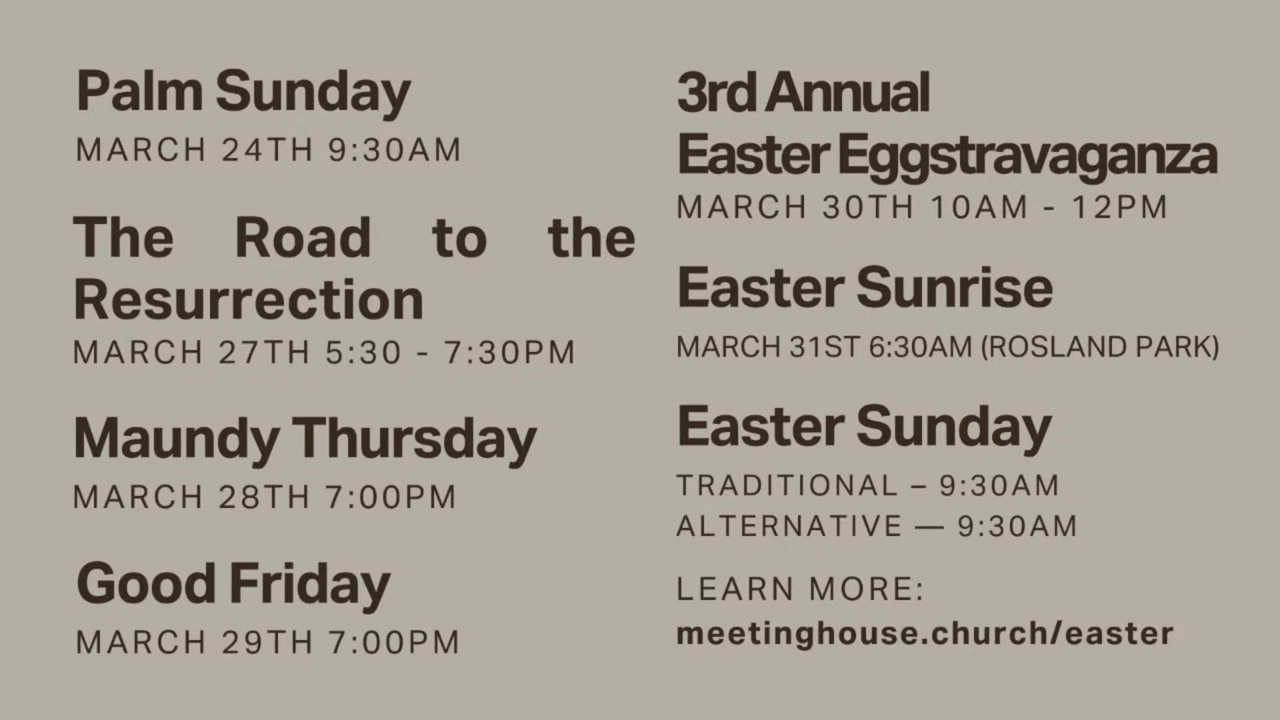 Palm Sunday
MARCH 24TH 9:30AM
The Road to the
Resurrection
MARCH 27TH 5:30 - 7:30PM
Maundy Thursday
MARCH 28TH 7:00PM
Good Friday
MARCH 29TH 7:00PM
3rd Annual
Easter Eggstravaganza
MARCH 30TH 10AM - 12PM
Easter Sunrise
MARCH 31ST 6:30AM (ROSLAND PARK)
Easter Sunday
TRADITIONAL – 9:30AM
ALTERNATIVE — 9:30AM
LEARN MORE:
meetinghouse.church/easter